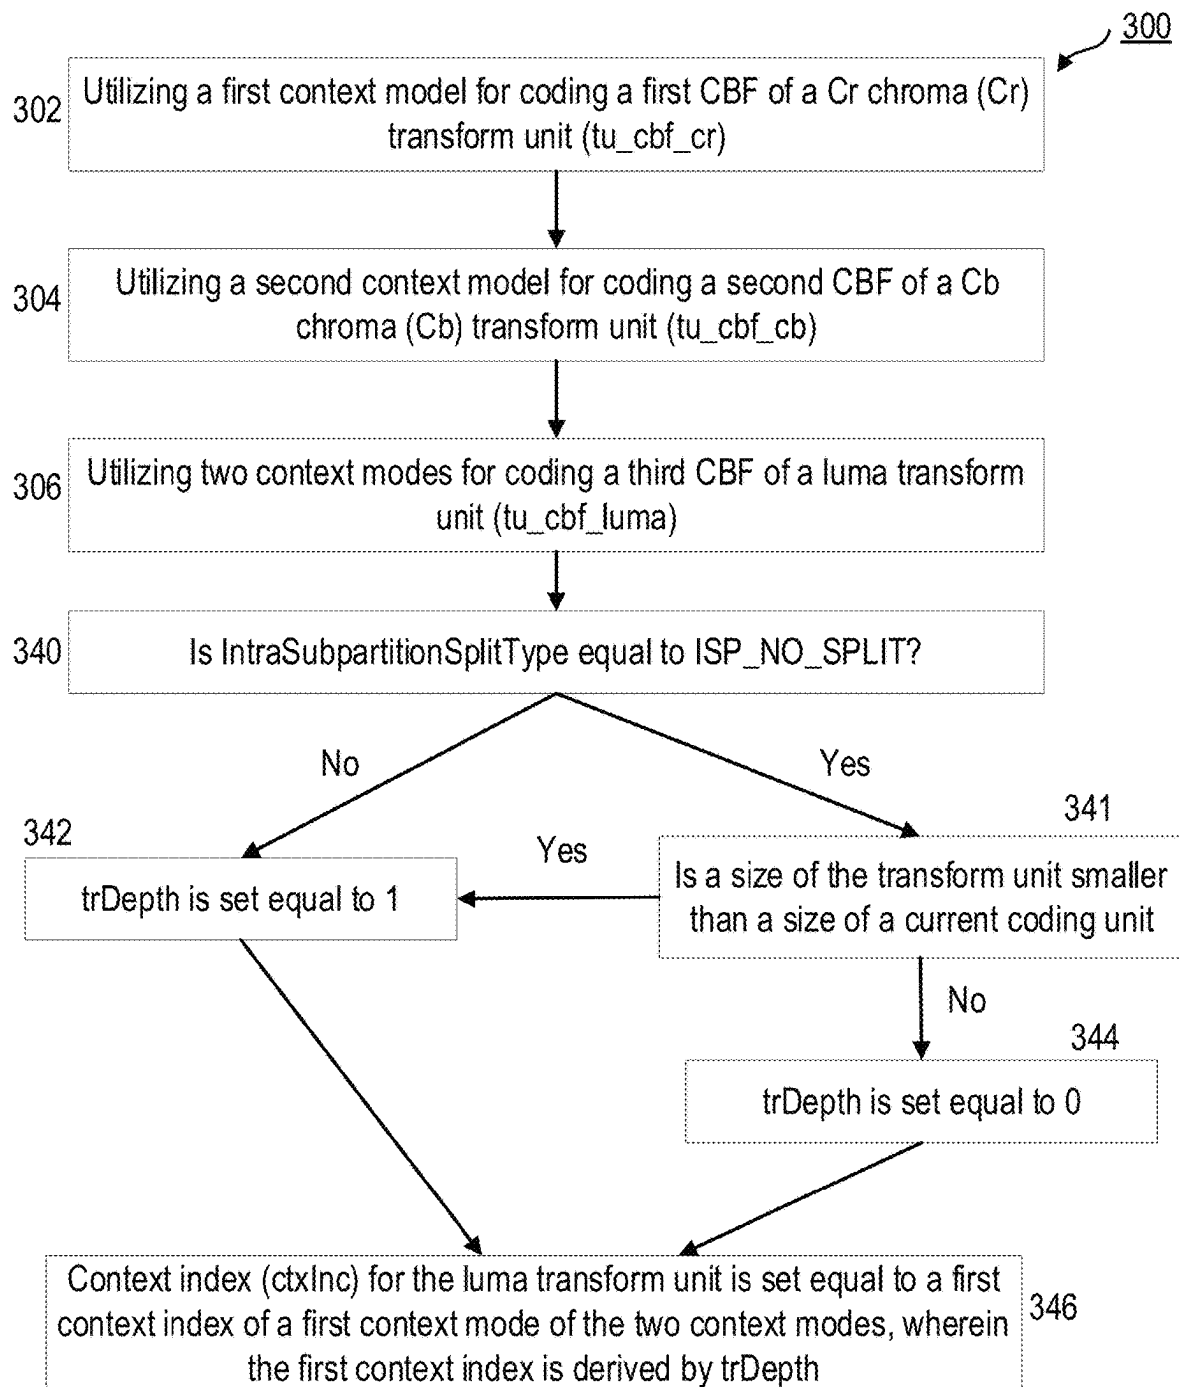 300
302
Utilizing a first context model for coding a first CBF of a Cr chroma (Cr)
transform unit (tu_cbf_cr)
304
Utilizing a second context model for coding a second CBF of a Cb
chroma (Cb) transform unit (tu_cbf_cb)
306
Utilizing two context modes for coding a third CBF of a luma transform
unit (tu_cbf_luma)
340
Is IntraSubpartitionSplitType equal to ISP_NO_SPLIT?
No
Yes
342
trDepth is set equal to 1
Yes
341
Is a size of the transform unit smaller
than a size of a current coding unit
No
344
trDepth is set equal to 0
Context index (ctxInc) for the luma transform unit is set equal to a first
context index of a first context mode of the two context modes, wherein
the first context index is derived by trDepth
346